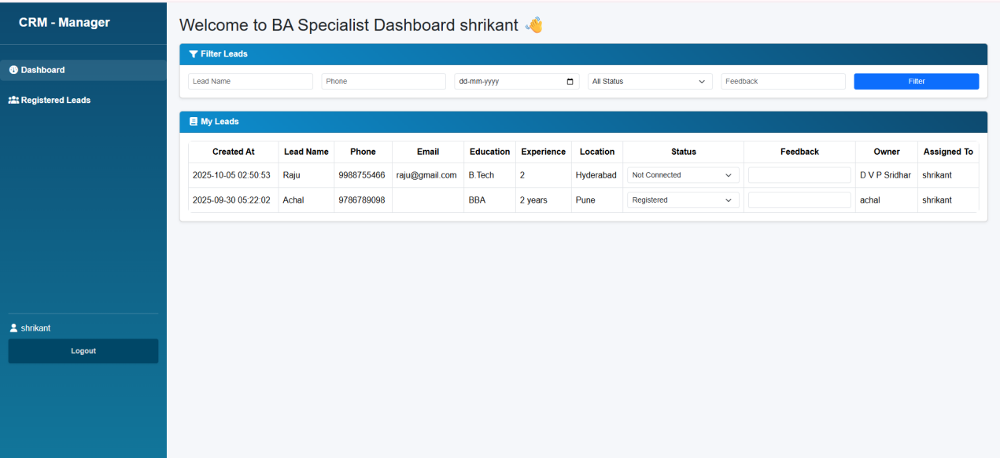 CRM - Manager
Dashboard
Registered Leads
shrikant
Logout
Welcome to BA Specialist Dashboard shrikant 👋
Filter Leads
Lead Name Phone dd-mm-yyyy All Status Feedback Filter
My Leads
Created At Lead Name Phone Email Education Experience Location Status Feedback Owner Assigned To
2025-10-05 02:50:53 Raju 9988755466 raju@gmail.com B.Tech 2 Hyderabad Not Connected D V P Sridhar shrikant
2025-09-30 05:22:02 Achal 9786789098 BBA 2 years Pune Registered achal shrikant